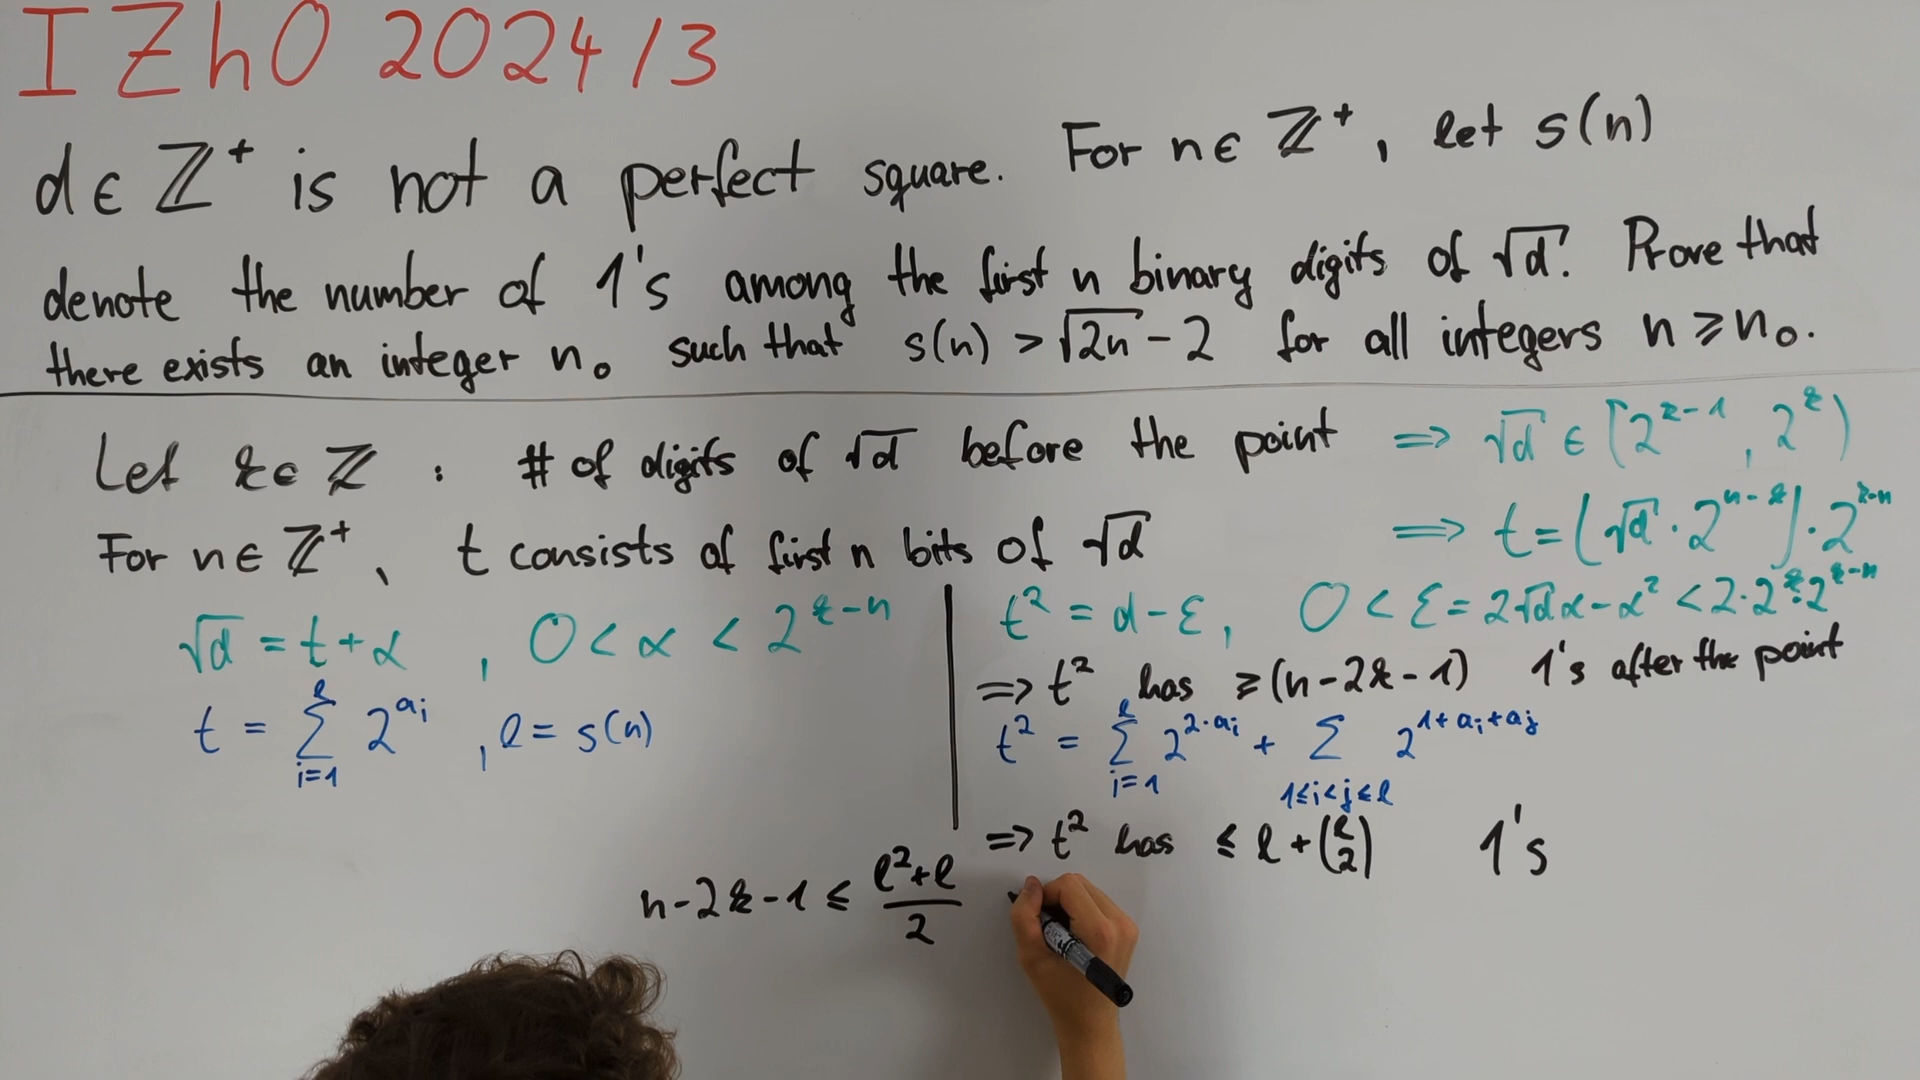 IZhO 2024/3
d ∈ ℤ⁺ is not a perfect square. For n ∈ ℤ⁺, let s(n)
denote the number of 1's among the first n binary digits of √d. Prove that
there exists an integer n₀ such that s(n) > √2n - 2 for all integers n ≥ n₀.
Let k ∈ ℤ : # of digits of √d before the point ⇒ √d ∈ [2^{k-1}, 2^k)
For n ∈ ℤ⁺, t consists of first n bits of √d ⇒ t = ⌊√d · 2^{n-k}⌋ · 2^{k-n}
√d = t + α , 0 < α < 2^{k-n}
t = ∑_{i=1}^{ℓ} 2^{a_i} , ℓ = s(n)
t² = d - ε, 0 < ε = 2√dα - α² < 2·2^k·2^{k-n}
⇒ t² has ≥ (n-2k-1) 1's after the point
t² = ∑_{i=1}^{ℓ} 2^{2·a_i} + ∑_{1≤i<j≤ℓ} 2^{1+a_i+a_j}
⇒ t² has ≤ ℓ + (ℓ 2) 1's
n-2k-1 ≤ (ℓ²+ℓ)/2